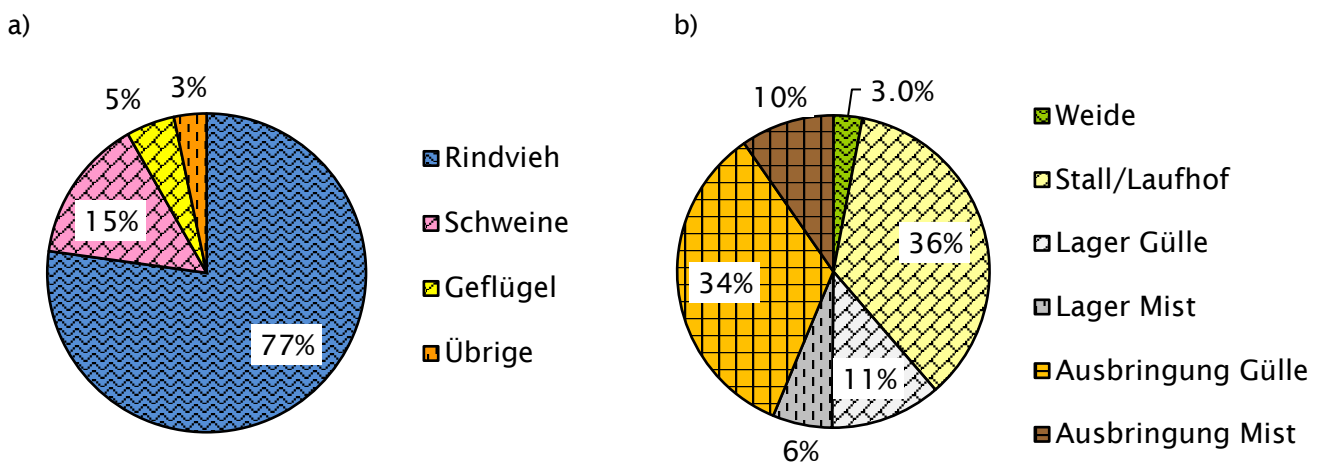 a)
5%
3%
15%
77%
Rindvieh
Schweine
Geflügel
Übrige
b)
10%
3.0%
36%
34%
11%
6%
Weide
Stall/Laufhof
Lager Gülle
Lager Mist
Ausbringung Gülle
Ausbringung Mist